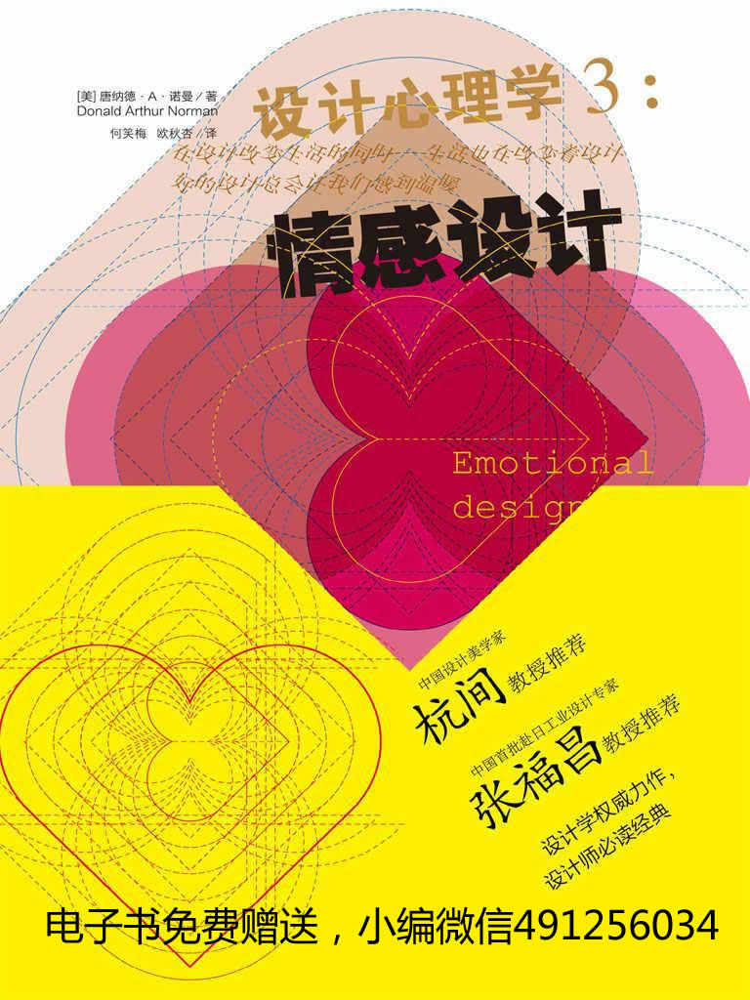 [美] 唐纳德·A·诺曼／著
Donald Arthur Norman
何笑梅 欧秋杏／译
设计心理学3：
在设计改变生活的同时，生活也在改变着设计
好的设计总会让我们感到温暖
情感设计
Emotional
design
中国设计美学家
杭间教授推荐
中国首批赴日工业设计专家
张福昌教授推荐
设计学权威力作，
设计师必读经典
电子书免费赠送，小编微信491256034